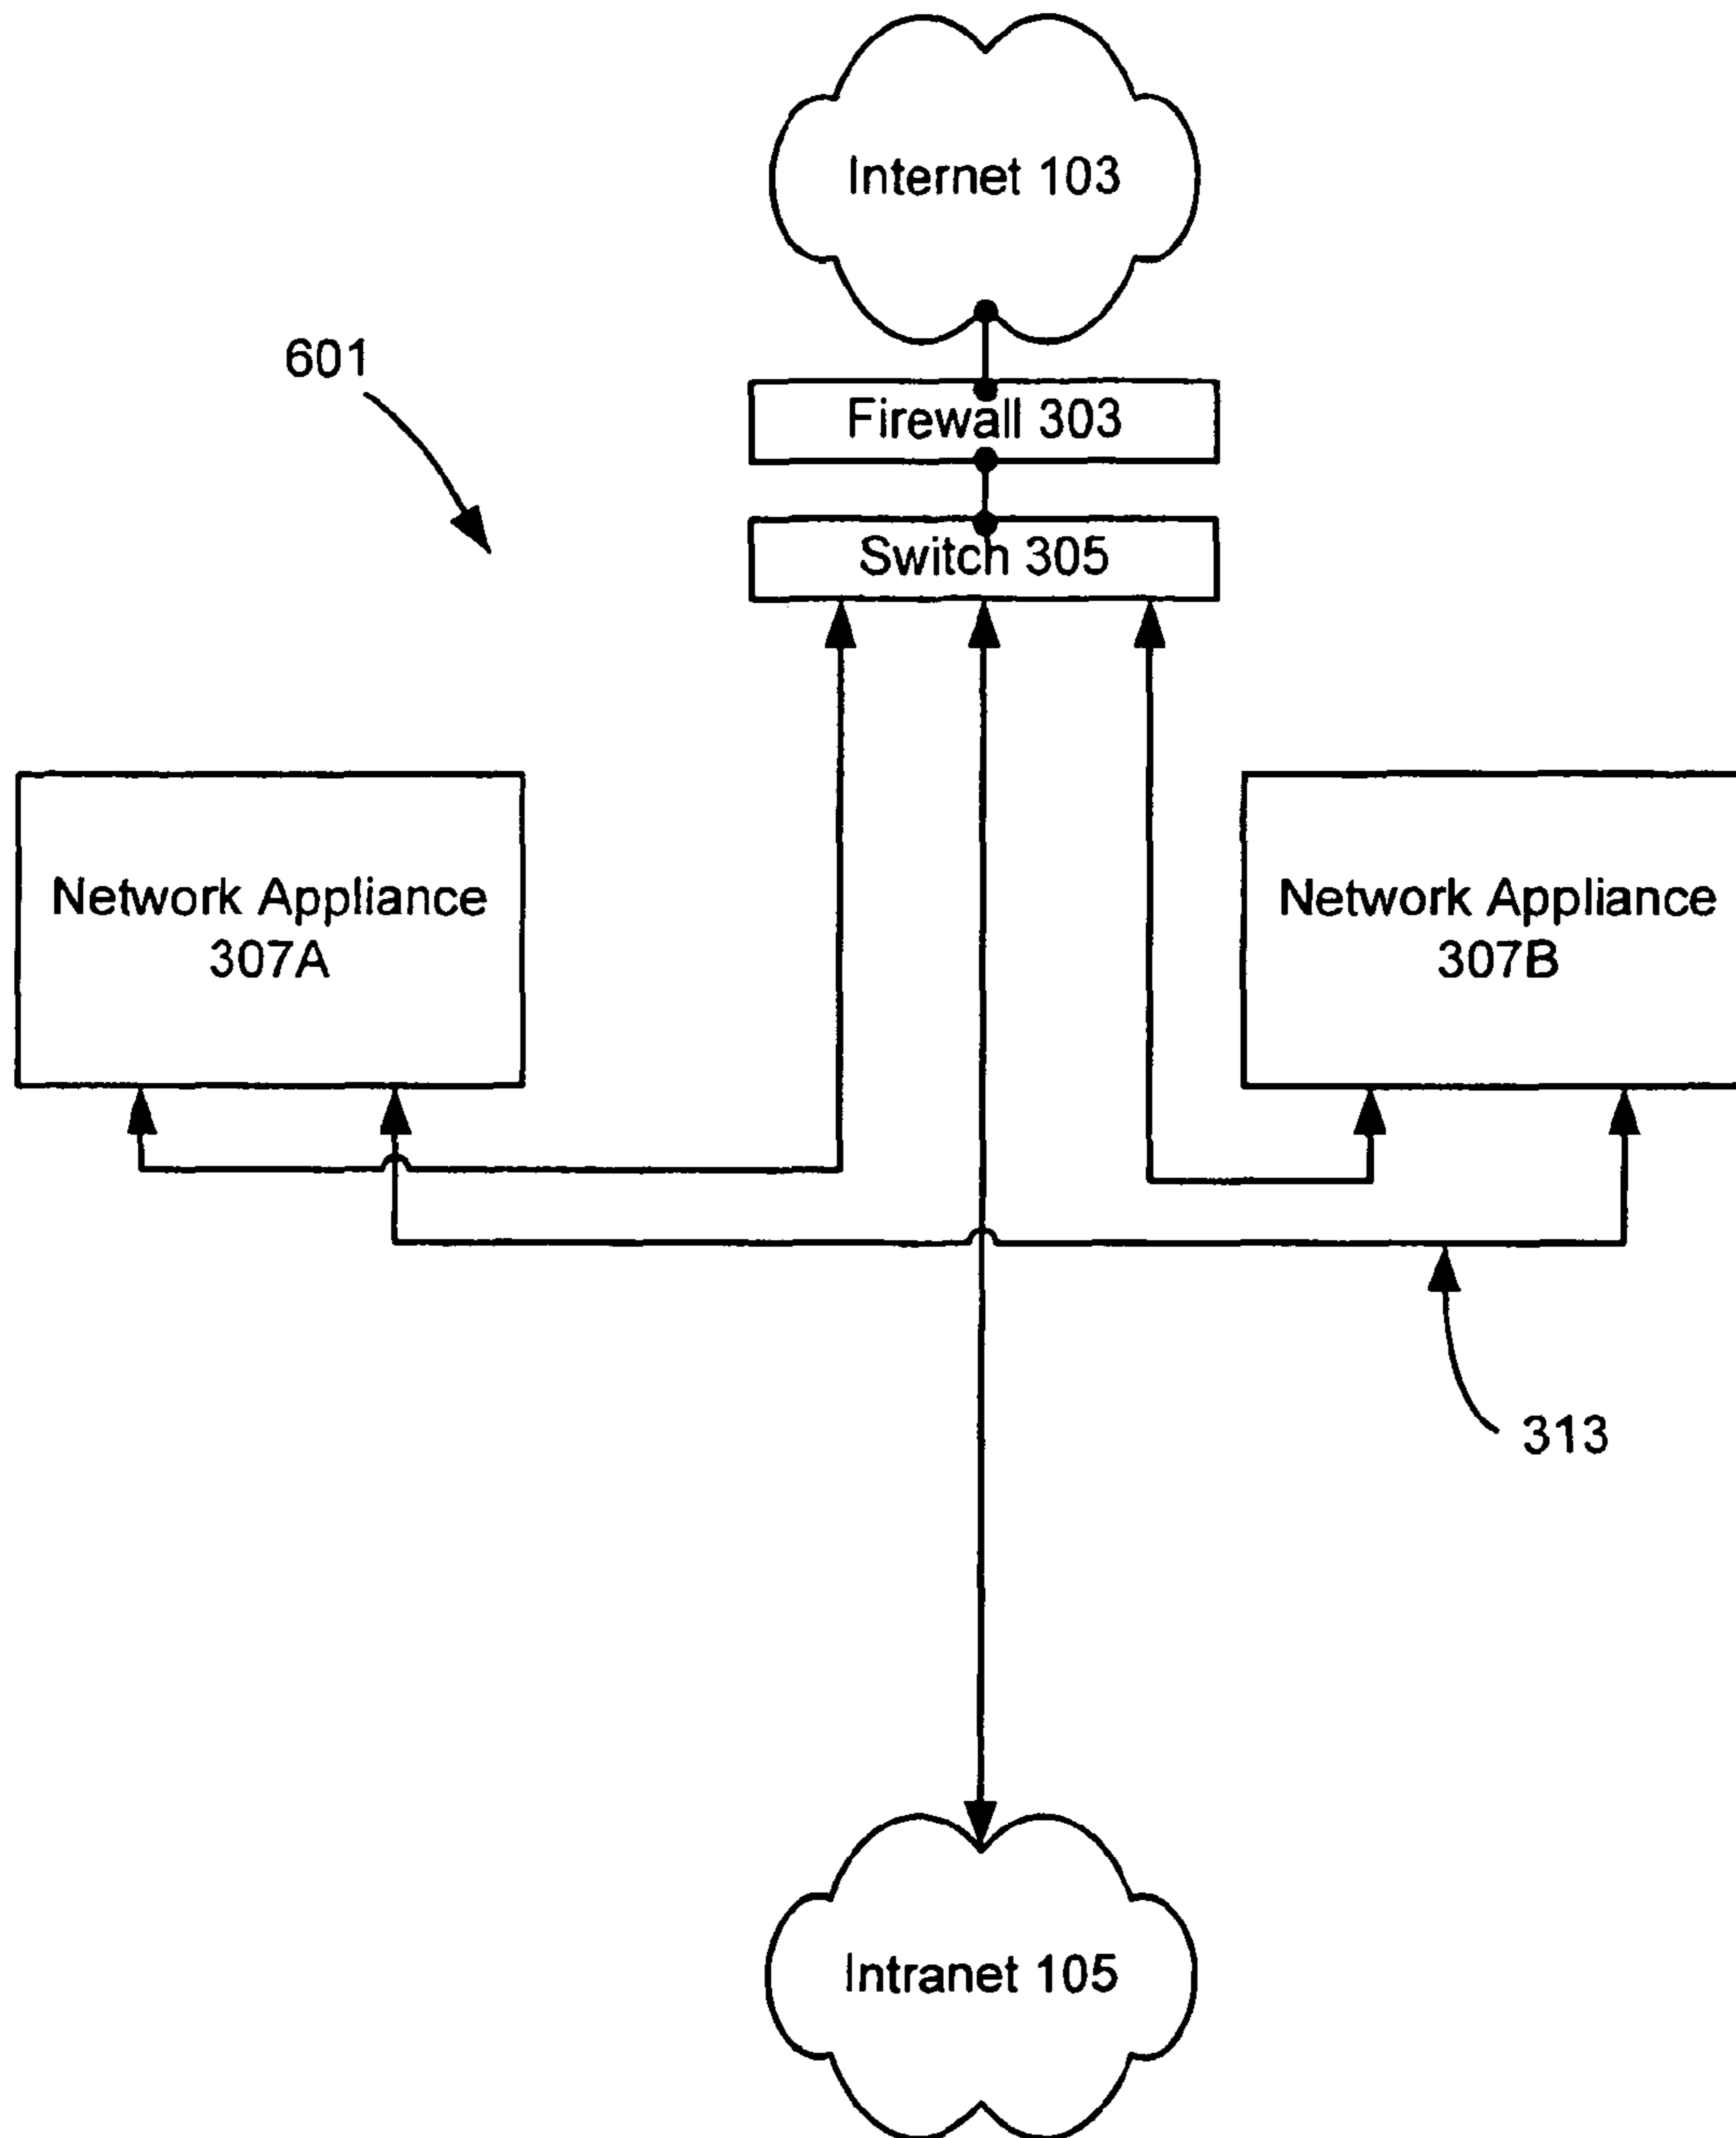 Internet 103
601
Firewall 303
Switch 305
Network Appliance
307A
Network Appliance
307B
313
Intranet 105